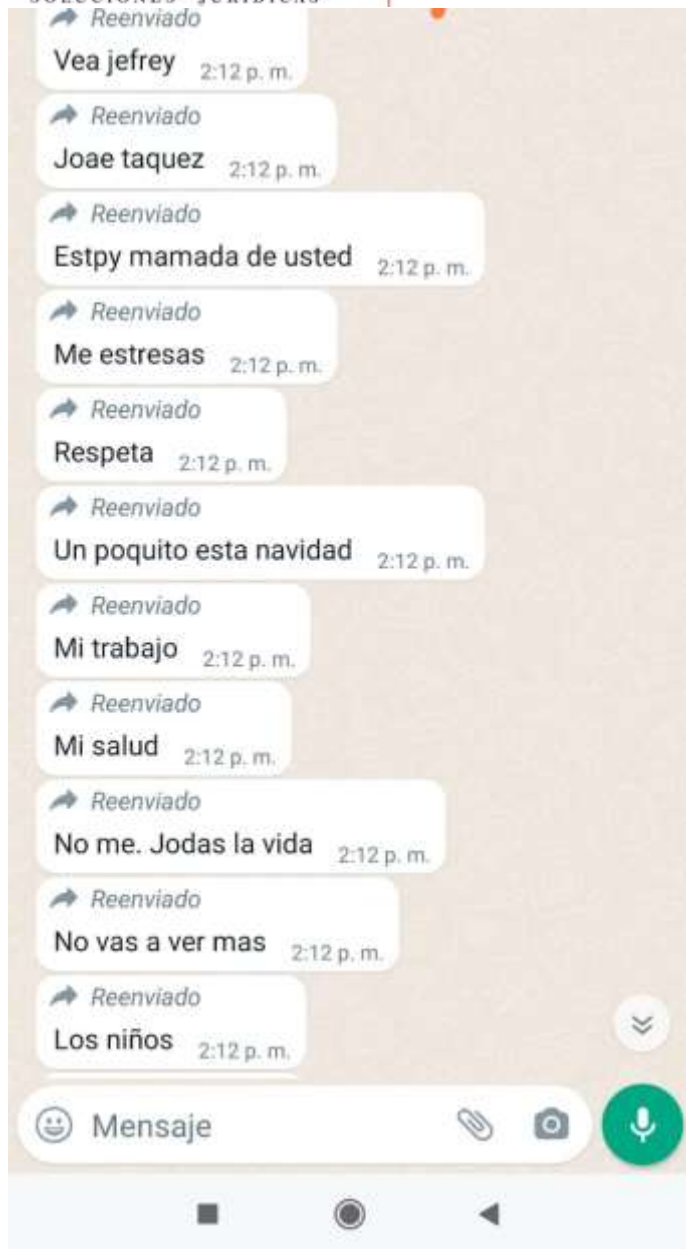 SOLUCIONES JURIDICAS
Reenviado
Vea jefrey 2:12 p. m.
Reenviado
Joae taquez 2:12 p. m.
Reenviado
Estpy mamada de usted 2:12 p. m.
Reenviado
Me estresas 2:12 p. m.
Reenviado
Respeta 2:12 p. m.
Reenviado
Un poquito esta navidad 2:12 p. m.
Reenviado
Mi trabajo 2:12 p. m.
Reenviado
Mi salud 2:12 p. m.
Reenviado
No me. Jodas la vida 2:12 p. m.
Reenviado
No vas a ver mas 2:12 p. m.
Reenviado
Los niños 2:12 p. m.
Mensaje